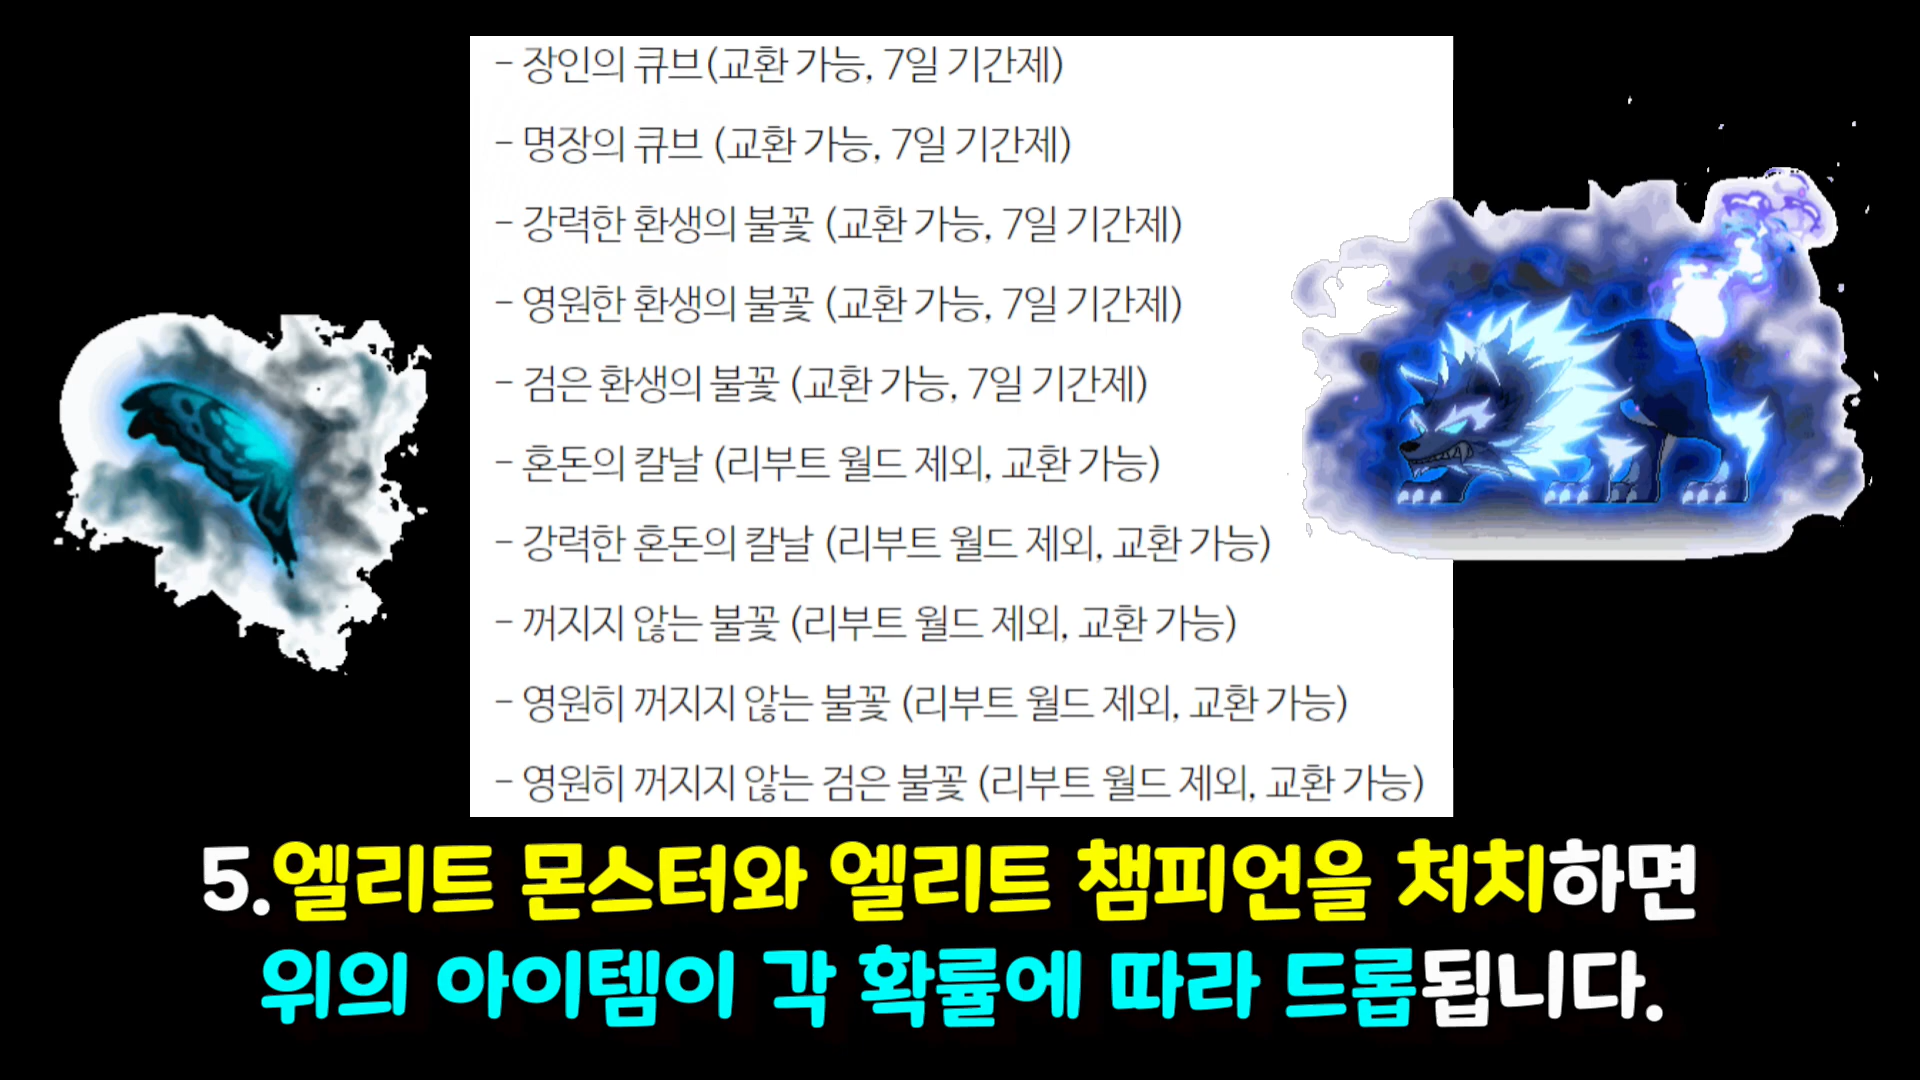 - 장인의 큐브(교환 가능, 7일 기간제)
- 명장의 큐브 (교환 가능, 7일 기간제)
- 강력한 환생의 불꽃 (교환 가능, 7일 기간제)
- 영원한 환생의 불꽃 (교환 가능, 7일 기간제)
- 검은 환생의 불꽃 (교환 가능, 7일 기간제)
- 혼돈의 칼날 (리부트 월드 제외, 교환 가능)
- 강력한 혼돈의 칼날 (리부트 월드 제외, 교환 가능)
- 꺼지지 않는 불꽃 (리부트 월드 제외, 교환 가능)
- 영원히 꺼지지 않는 불꽃 (리부트 월드 제외, 교환 가능)
- 영원히 꺼지지 않는 검은 불꽃 (리부트 월드 제외, 교환 가능)
5.엘리트 몬스터와 엘리트 챔피언을 처치하면
위의 아이템이 각 확률에 따라 드롭됩니다.